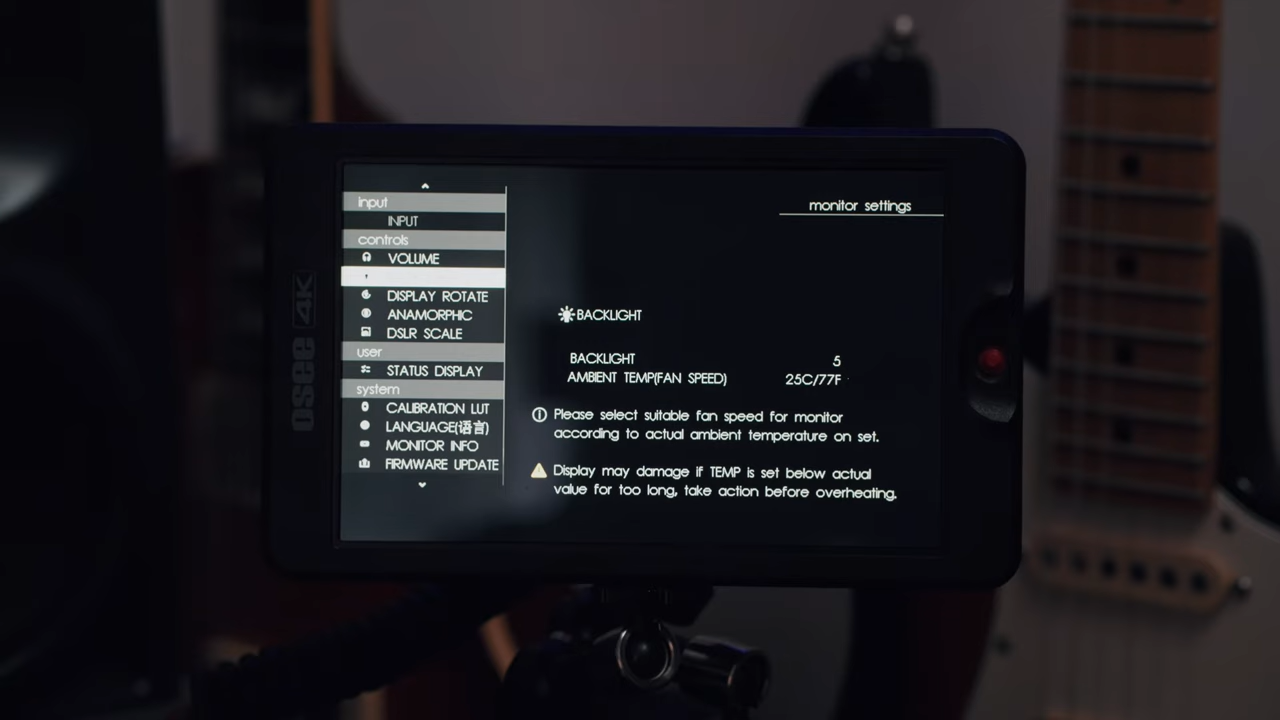 osee 4K
input
INPUT
controls
VOLUME
DISPLAY ROTATE
ANAMORPHIC
DSLR SCALE
user
STATUS DISPLAY
system
CALIBRATION LUT
LANGUAGE(语言)
MONITOR INFO
FIRMWARE UPDATE
monitor settings
BACKLIGHT
BACKLIGHT 5
AMBIENT TEMP(FAN SPEED) 25C/77F
Please select suitable fan speed for monitor
according to actual ambient temperature on set.
Display may damage if TEMP is set below actual
value for too long, take action before overheating.